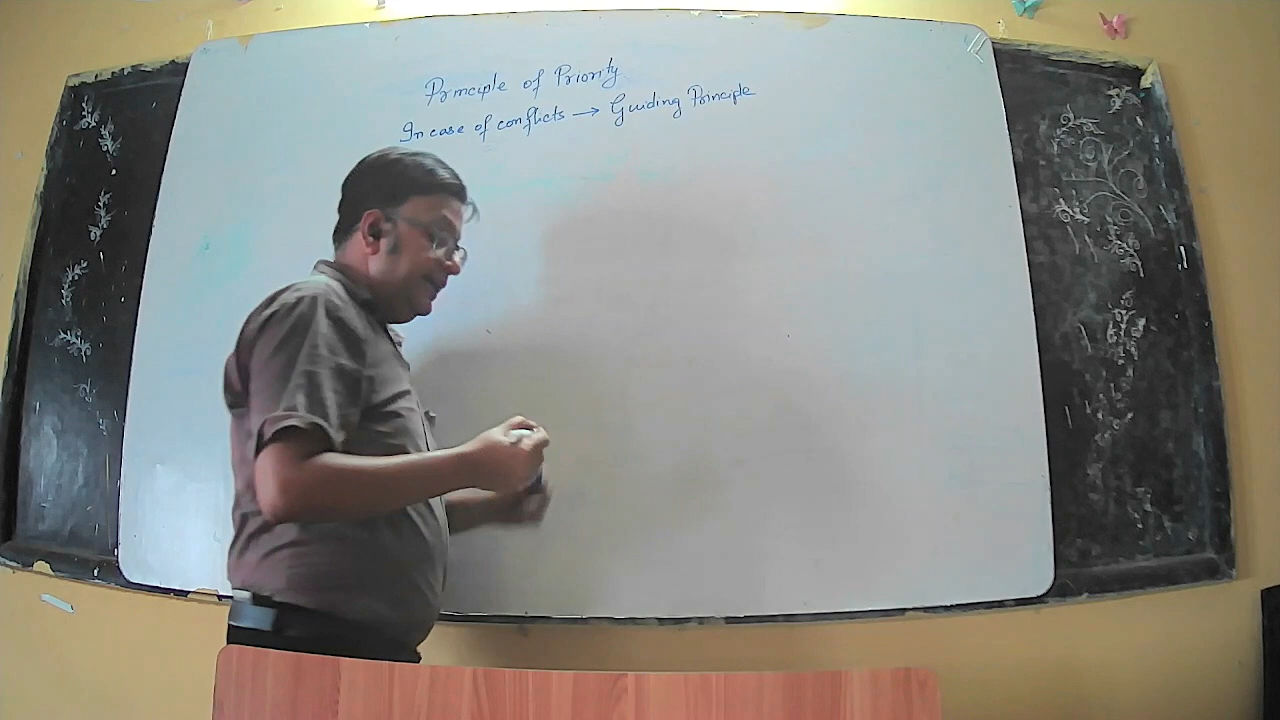 Principle of Priority
In case of conflicts → Guiding Principle